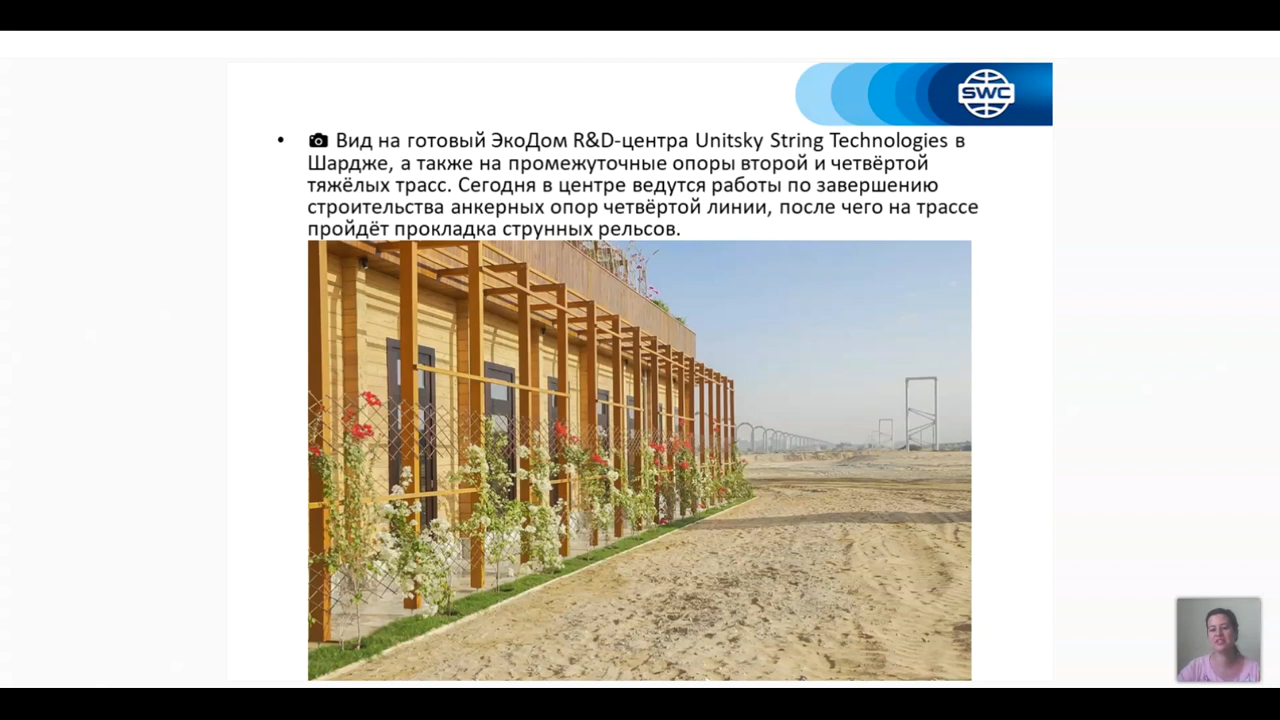 SWC
• 📷 Вид на готовый ЭкоДом R&D-центра Unitsky String Technologies в
Шардже, а также на промежуточные опоры второй и четвёртой
тяжёлых трасс. Сегодня в центре ведутся работы по завершению
строительства анкерных опор четвёртой линии, после чего на трассе
пройдёт прокладка струнных рельсов.